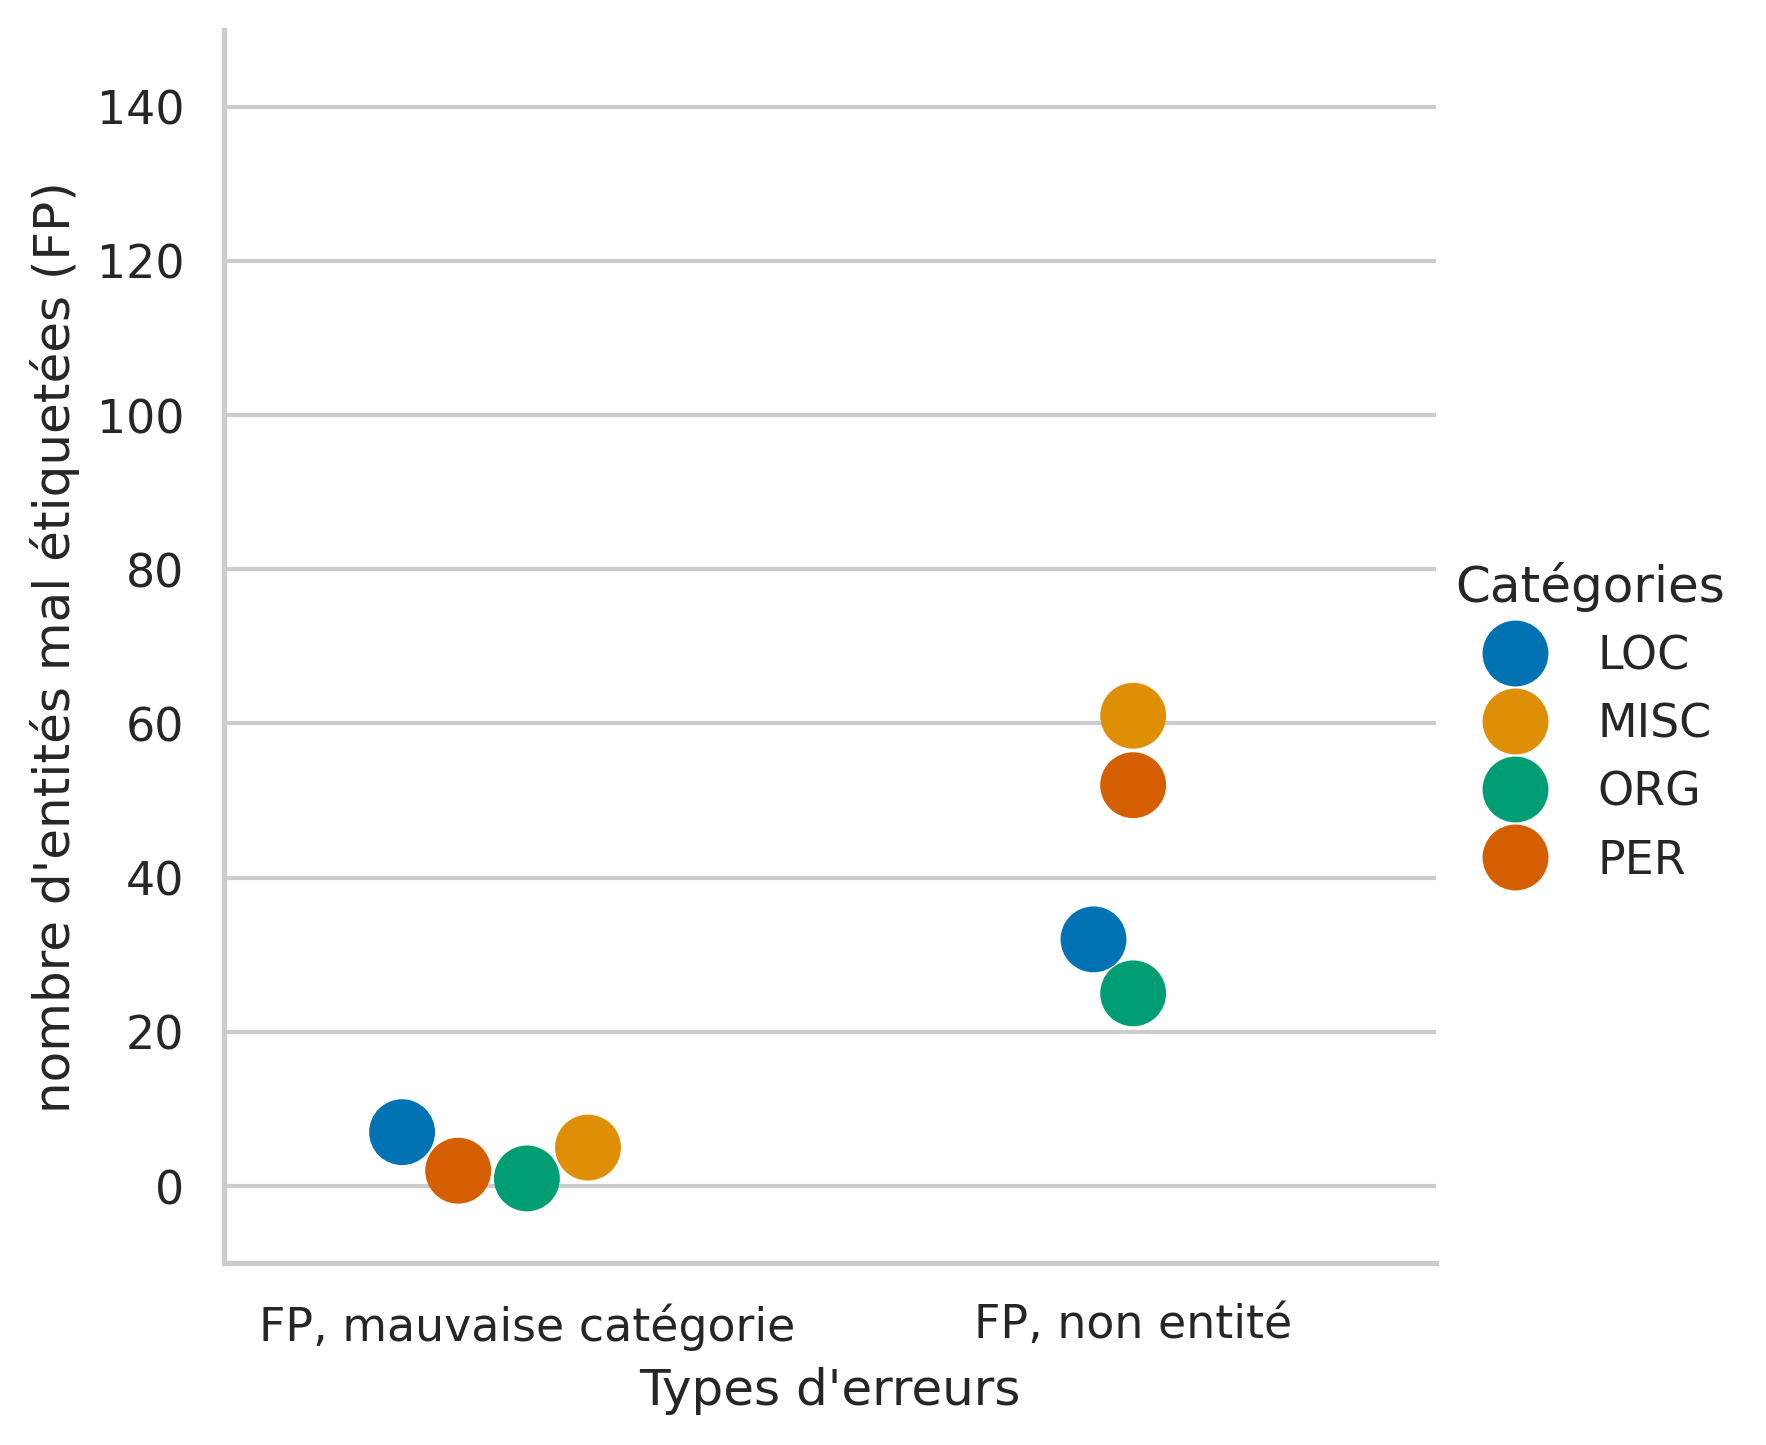 nombre d'entités mal étiquetées (FP)
140
120
100
80
60
40
20
0
FP, mauvaise catégorie
FP, non entité
Types d'erreurs
Catégories
LOC
MISC
ORG
PER